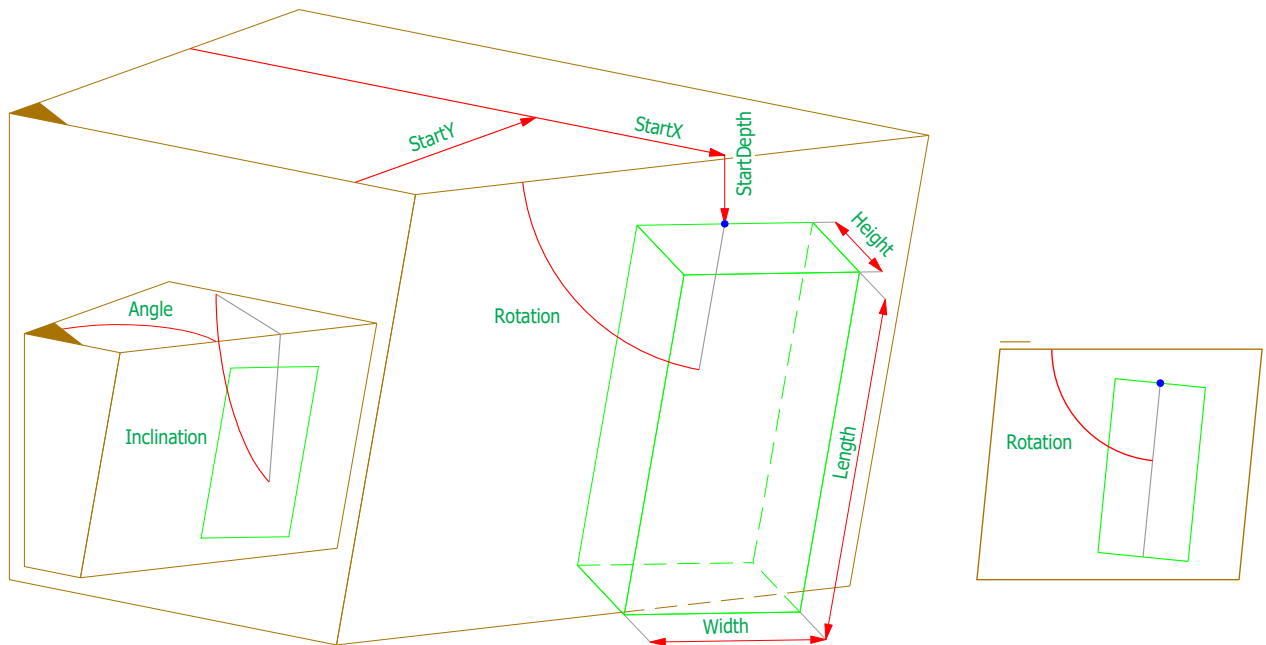 StartY
StartX
StartDepth
Height
Angle
Rotation
Inclination
Length
Rotation
Width